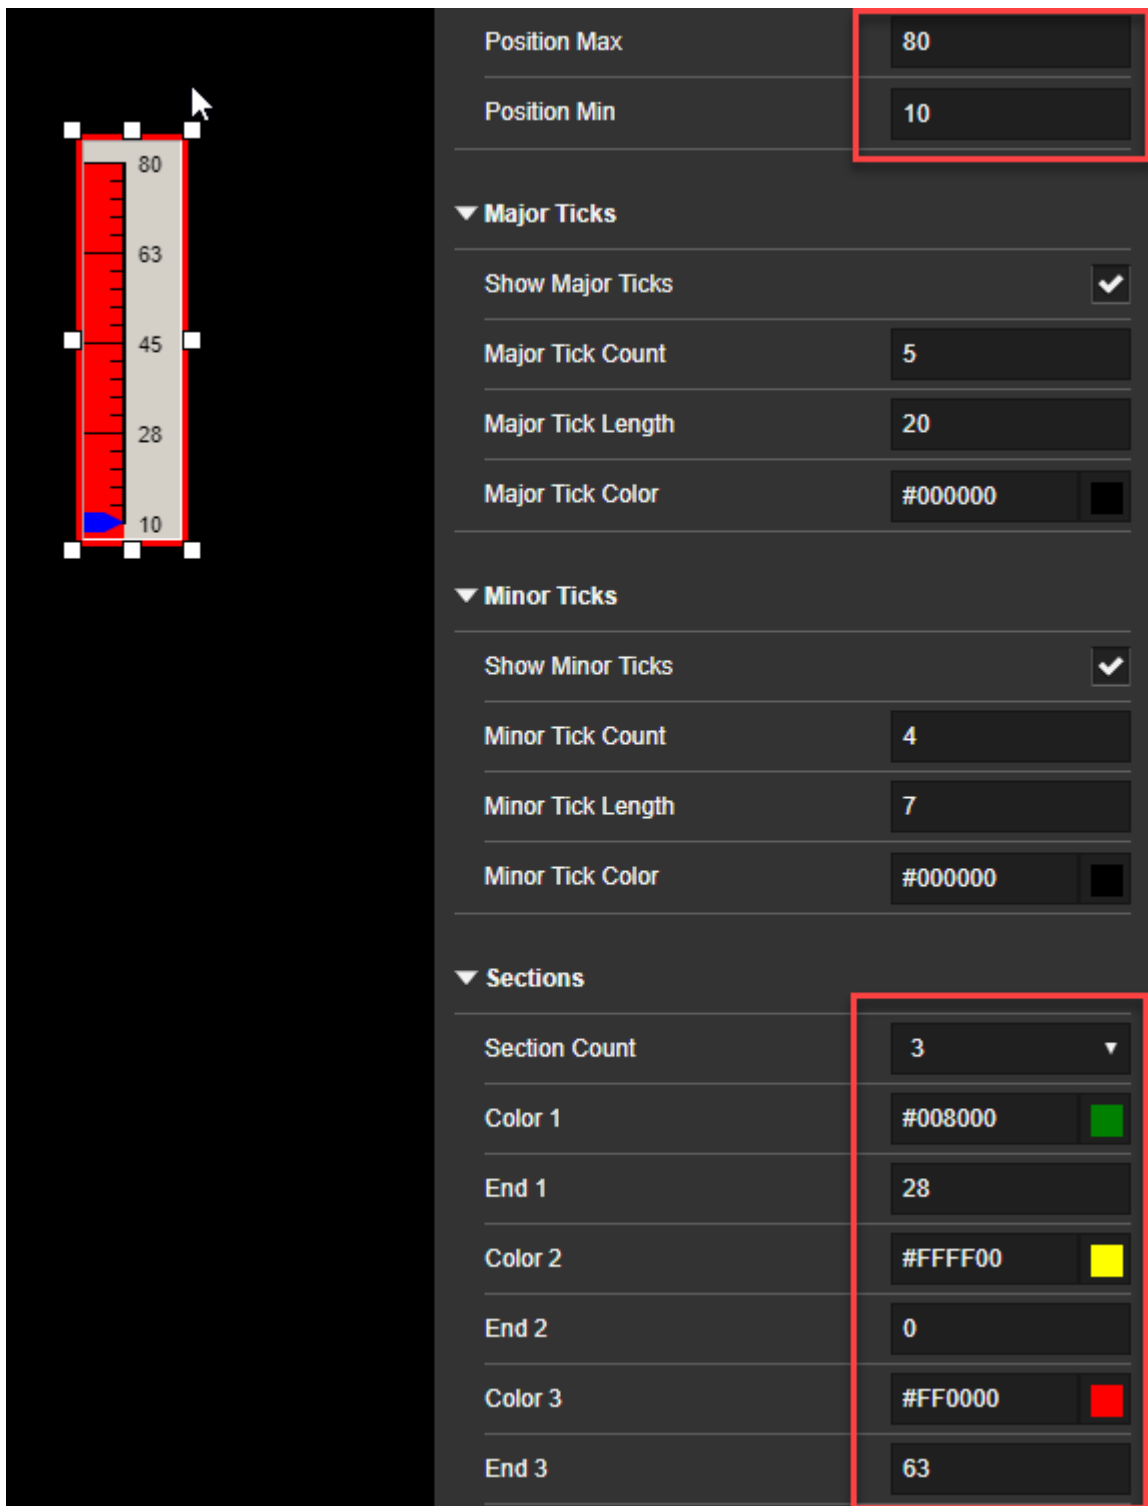 80
63
45
28
10
Position Max 80
Position Min 10
Major Ticks
Show Major Ticks
Major Tick Count 5
Major Tick Length 20
Major Tick Color #000000
Minor Ticks
Show Minor Ticks
Minor Tick Count 4
Minor Tick Length 7
Minor Tick Color #000000
Sections
Section Count 3
Color 1 #008000
End 1 28
Color 2 #FFFF00
End 2 0
Color 3 #FF0000
End 3 63